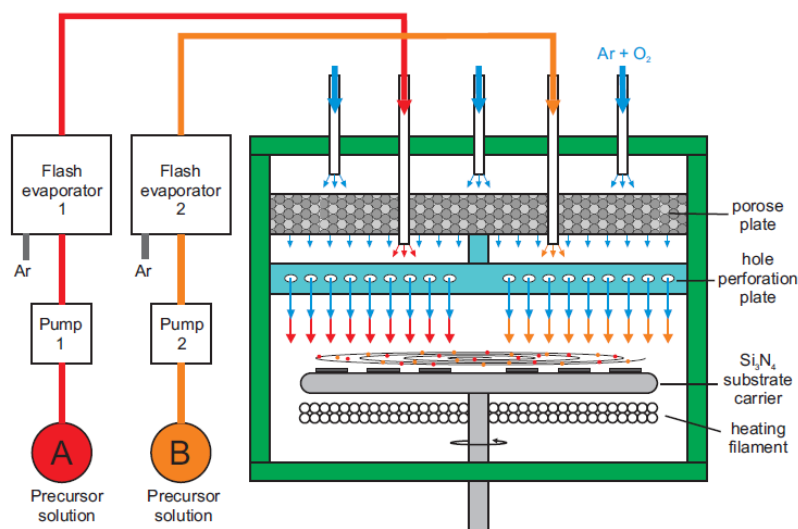 Ar + O₂
Flash
evaporator
1
Flash
evaporator
2
porose
plate
Ar
Ar
hole
perforation
plate
Pump
1
Pump
2
Si₃N₄
substrate
carrier
heating
filament
A
B
Precursor
solution
Precursor
solution